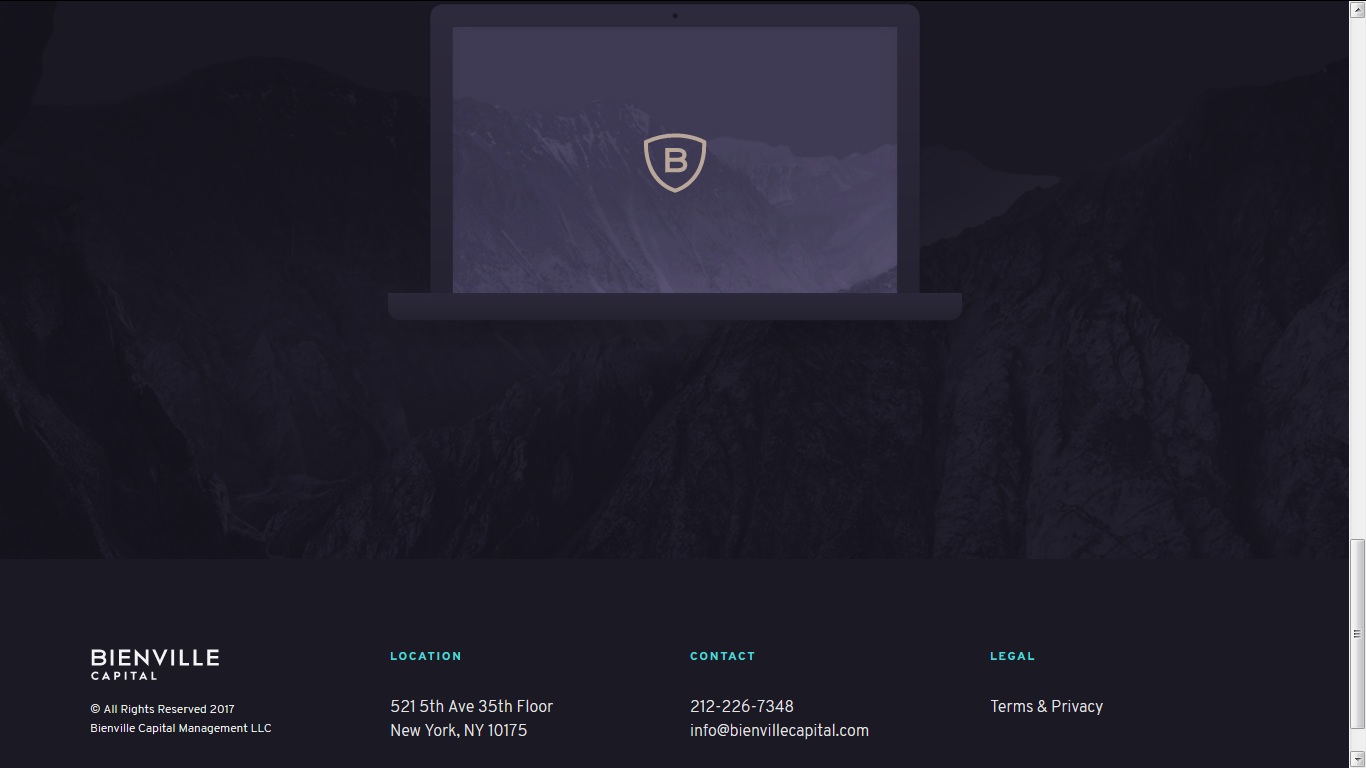 B
BIENVILLE
CAPITAL
© All Rights Reserved 2017
Bienville Capital Management LLC
LOCATION
521 5th Ave 35th Floor
New York, NY 10175
CONTACT
212-226-7348
info@bienvillecapital.com
LEGAL
Terms & Privacy